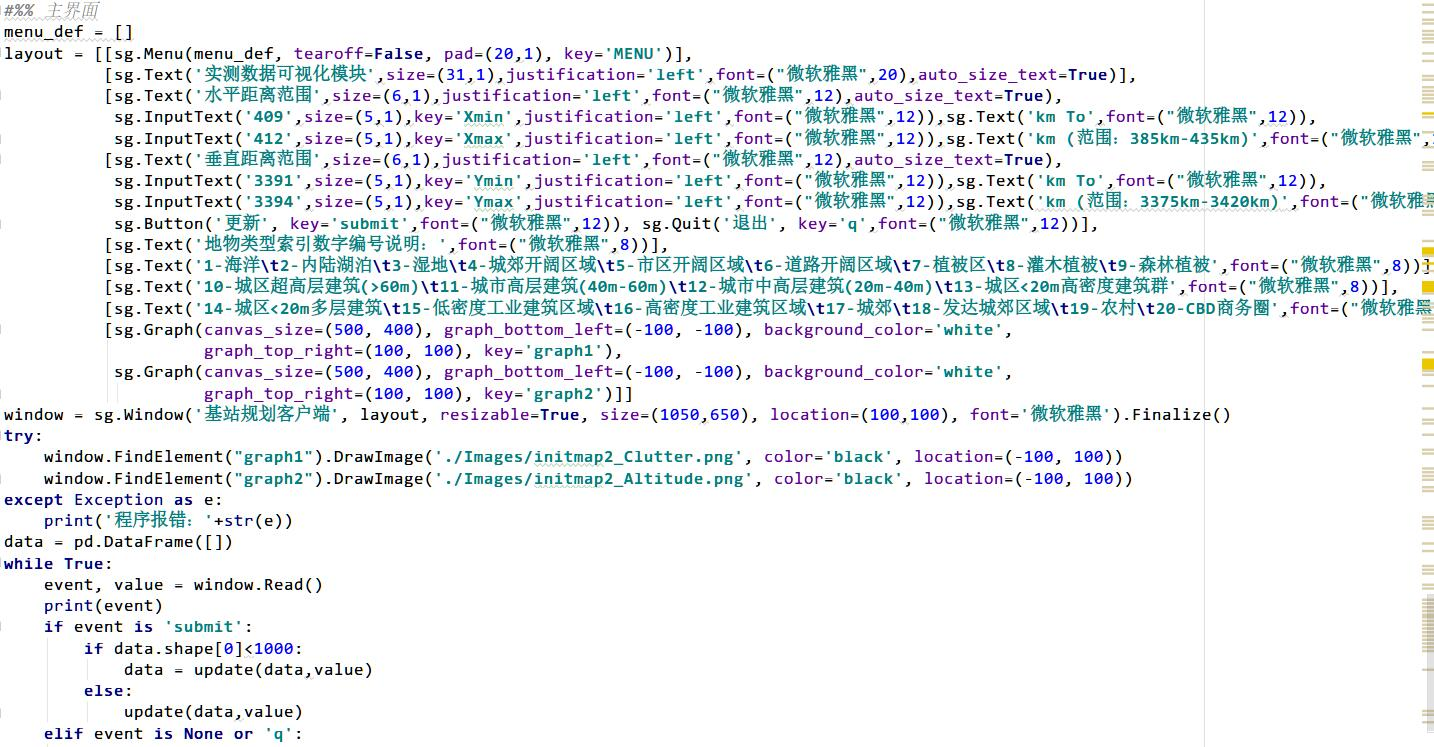 #%% 主界面
menu_def = []
layout = [[sg.Menu(menu_def, tearoff=False, pad=(20,1), key='MENU')],
[sg.Text('实测数据可视化模块',size=(31,1),justification='left',font=("微软雅黑",20),auto_size_text=True)],
[sg.Text('水平距离范围',size=(6,1),justification='left',font=("微软雅黑",12),auto_size_text=True),
sg.InputText('409',size=(5,1),key='Xmin',justification='left',font=("微软雅黑",12)),sg.Text('km To',font=("微软雅黑",12)),
sg.InputText('412',size=(5,1),key='Xmax',justification='left',font=("微软雅黑",12)),sg.Text('km (范围：385km-435km)',font=("微软雅黑",
[sg.Text('垂直距离范围',size=(6,1),justification='left',font=("微软雅黑",12),auto_size_text=True),
sg.InputText('3391',size=(5,1),key='Ymin',justification='left',font=("微软雅黑",12)),sg.Text('km To',font=("微软雅黑",12)),
sg.InputText('3394',size=(5,1),key='Ymax',justification='left',font=("微软雅黑",12)),sg.Text('km (范围：3375km-3420km)',font=("微软雅黑
sg.Button('更新', key='submit',font=("微软雅黑",12)), sg.Quit('退出', key='q',font=("微软雅黑",12))],
[sg.Text('地物类型索引数字编号说明：',font=("微软雅黑",8))],
[sg.Text('1-海洋\t2-内陆湖泊\t3-湿地\t4-城郊开阔区域\t5-市区开阔区域\t6-道路开阔区域\t7-植被区\t8-灌木植被\t9-森林植被',font=("微软雅黑",8))]
[sg.Text('10-城区超高层建筑(>60m)\t11-城市高层建筑(40m-60m)\t12-城市中高层建筑(20m-40m)\t13-城区<20m高密度建筑群',font=("微软雅黑",8))],
[sg.Text('14-城区<20m多层建筑\t15-低密度工业建筑区域\t16-高密度工业建筑区域\t17-城郊\t18-发达城郊区域\t19-农村\t20-CBD商务圈',font=("微软雅黑
[sg.Graph(canvas_size=(500, 400), graph_bottom_left=(-100, -100), background_color='white',
graph_top_right=(100, 100), key='graph1'),
sg.Graph(canvas_size=(500, 400), graph_bottom_left=(-100, -100), background_color='white',
graph_top_right=(100, 100), key='graph2')]]
window = sg.Window('基站规划客户端', layout, resizable=True, size=(1050,650), location=(100,100), font='微软雅黑').Finalize()
try:
window.FindElement("graph1").DrawImage('./Images/initmap2_Clutter.png', color='black', location=(-100, 100))
window.FindElement("graph2").DrawImage('./Images/initmap2_Altitude.png', color='black', location=(-100, 100))
except Exception as e:
print('程序报错：'+str(e))
data = pd.DataFrame([])
while True:
event, value = window.Read()
print(event)
if event is 'submit':
if data.shape[0]<1000:
data = update(data,value)
else:
update(data,value)
elif event is None or 'q':